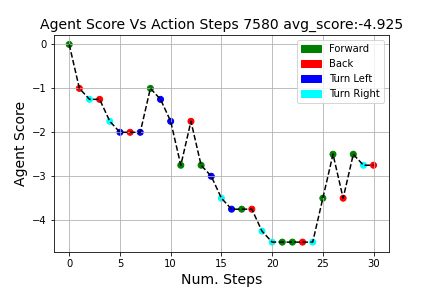 Agent Score Vs Action Steps 7580 avg_score:-4.925
Forward
Back
Turn Left
Turn Right
Agent Score
0
−1
−2
−3
−4
0 5 10 15 20 25 30
Num. Steps